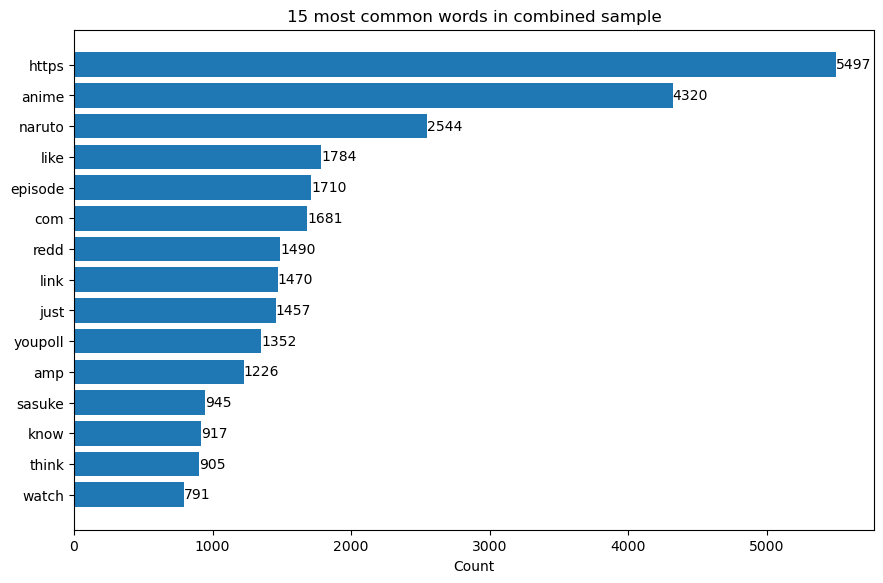 15 most common words in combined sample
https 5497
anime 4320
naruto 2544
like 1784
episode 1710
com 1681
redd 1490
link 1470
just 1457
youpoll 1352
amp 1226
sasuke 945
know 917
think 905
watch 791
0 1000 2000 3000 4000 5000
Count